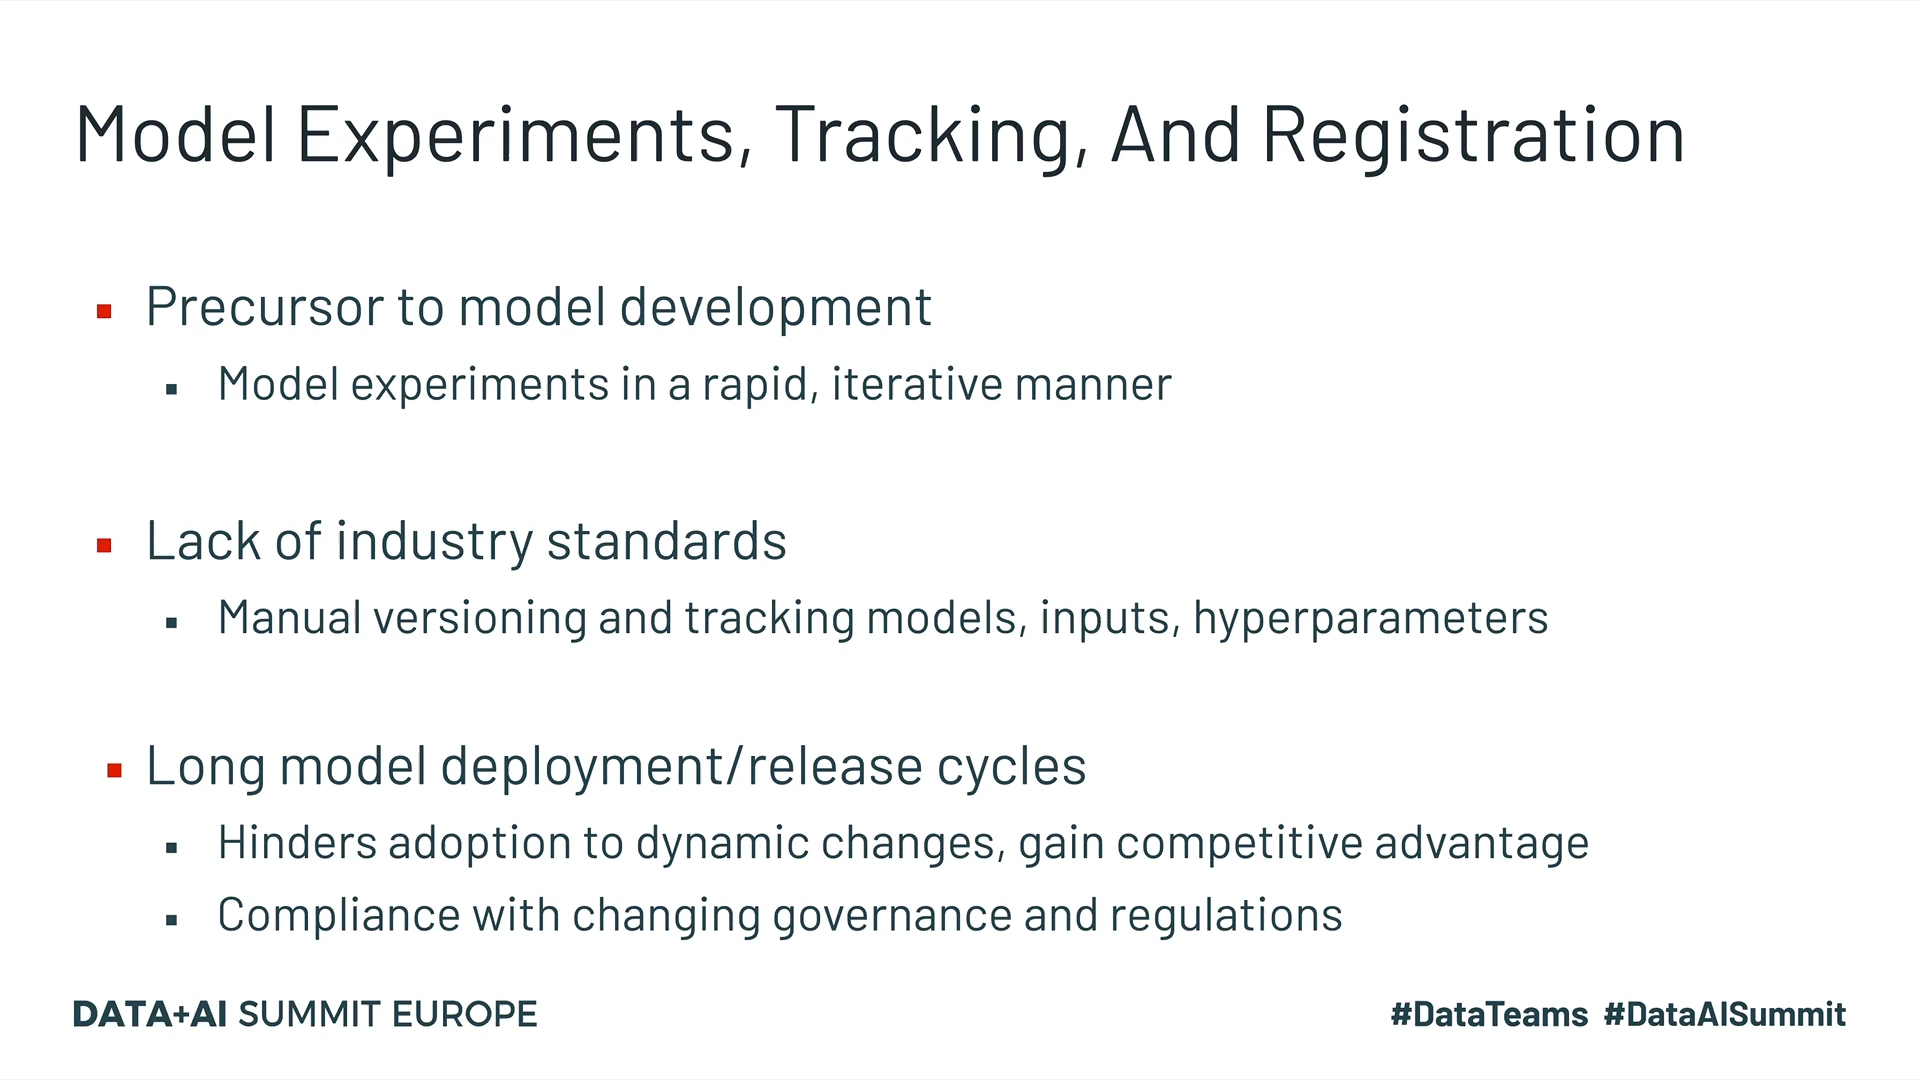 Model Experiments, Tracking, And Registration
Precursor to model development
Model experiments in a rapid, iterative manner
Lack of industry standards
Manual versioning and tracking models, inputs, hyperparameters
Long model deployment/release cycles
Hinders adoption to dynamic changes, gain competitive advantage
Compliance with changing governance and regulations
DATA+AI SUMMIT EUROPE
#DataTeams #DataAISummit